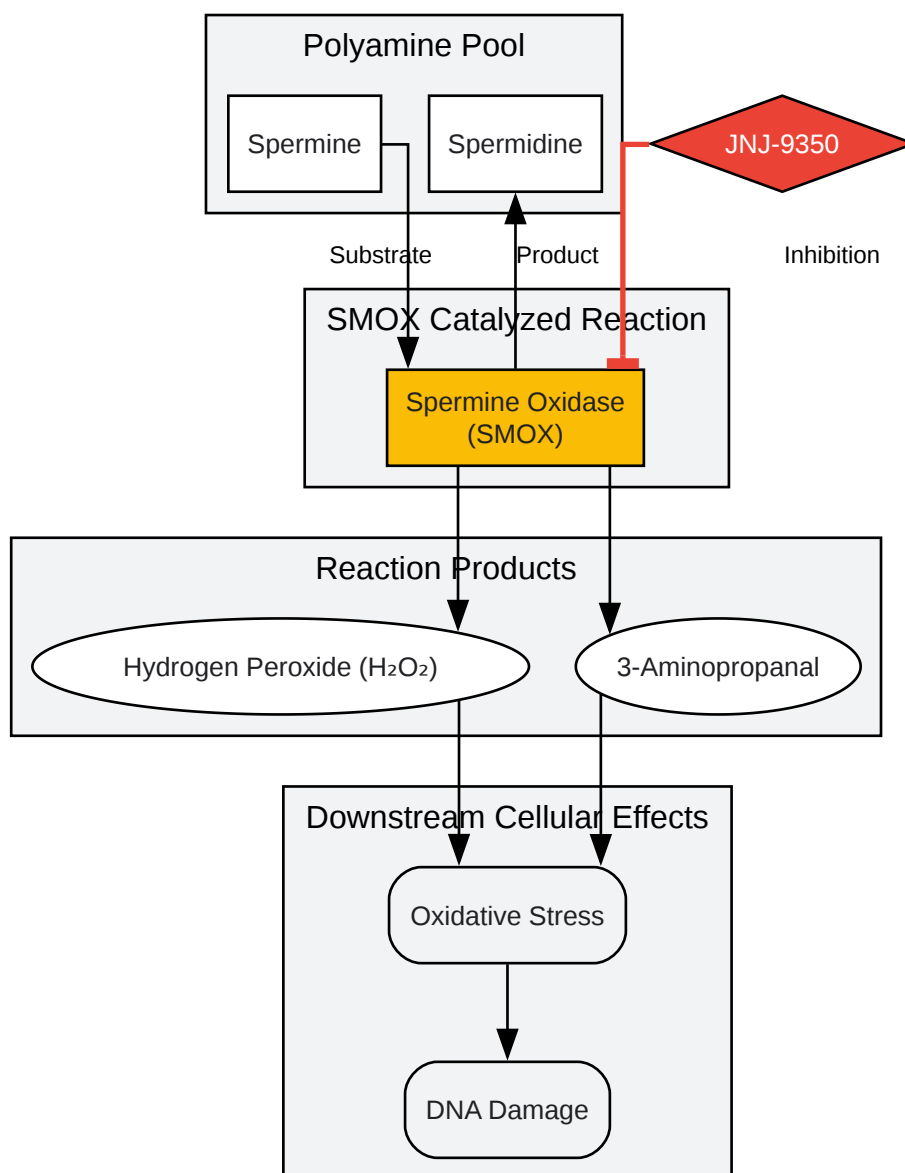 Polyamine Pool
Spermine
Spermidine
JNJ-9350
Substrate
Product
Inhibition
SMOX Catalyzed Reaction
Spermine Oxidase
(SMOX)
Reaction Products
Hydrogen Peroxide (H₂O₂)
3-Aminopropanal
Downstream Cellular Effects
Oxidative Stress
DNA Damage